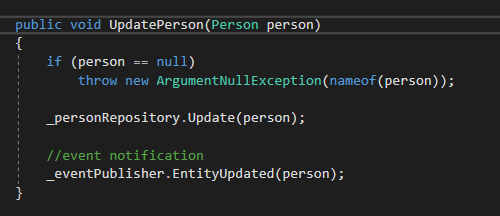 public void UpdatePerson(Person person)
{
    if (person == null)
        throw new ArgumentNullException(nameof(person));

    _personRepository.Update(person);

    //event notification
    _eventPublisher.EntityUpdated(person);
}